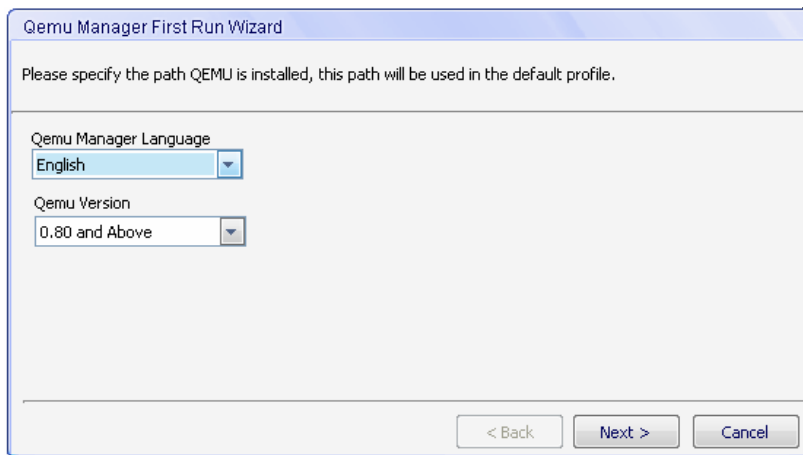 Qemu Manager First Run Wizard
Please specify the path QEMU is installed, this path will be used in the default profile.
Qemu Manager Language
English
Qemu Version
0.80 and Above
< Back
Next >
Cancel